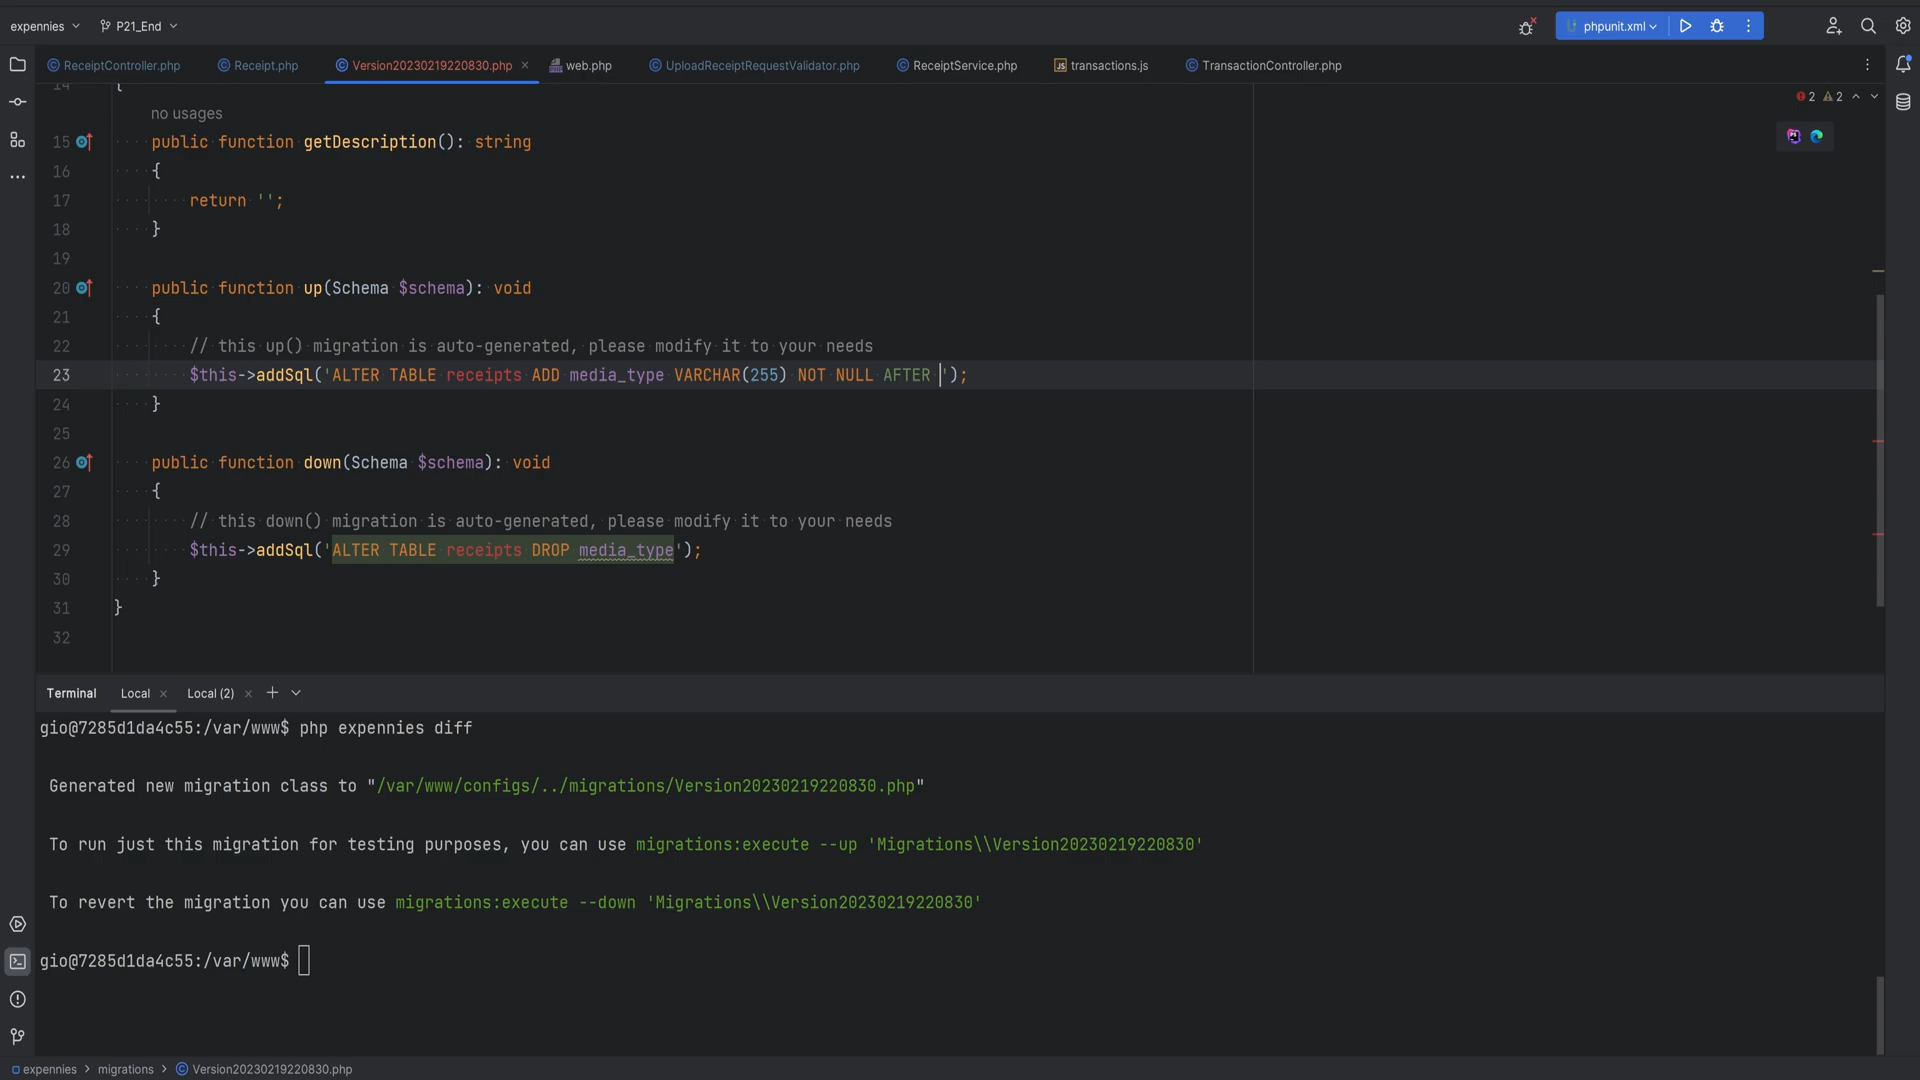 expennies P21_End phpunit.xml
ReceiptController.php Receipt.php Version20230219220830.php × web.php UploadReceiptRequestValidator.php ReceiptService.php JS transactions.js TransactionController.php
14 {
2 2
no usages
15 public function getDescription(): string
16 {
17 return '';
18 }
19
20 public function up(Schema $schema): void
21 {
22 // this up() migration is auto-generated, please modify it to your needs
23 $this->addSql('ALTER TABLE receipts ADD media_type VARCHAR(255) NOT NULL AFTER ');
24 }
25
26 public function down(Schema $schema): void
27 {
28 // this down() migration is auto-generated, please modify it to your needs
29 $this->addSql('ALTER TABLE receipts DROP media_type');
30 }
31 }
32
Terminal Local × Local (2) × +
gio@7285d1da4c55:/var/www$ php expennies diff
Generated new migration class to "/var/www/configs/../migrations/Version20230219220830.php"
To run just this migration for testing purposes, you can use migrations:execute --up 'Migrations\\Version20230219220830'
To revert the migration you can use migrations:execute --down 'Migrations\\Version20230219220830'
gio@7285d1da4c55:/var/www$
expennies > migrations > Version20230219220830.php